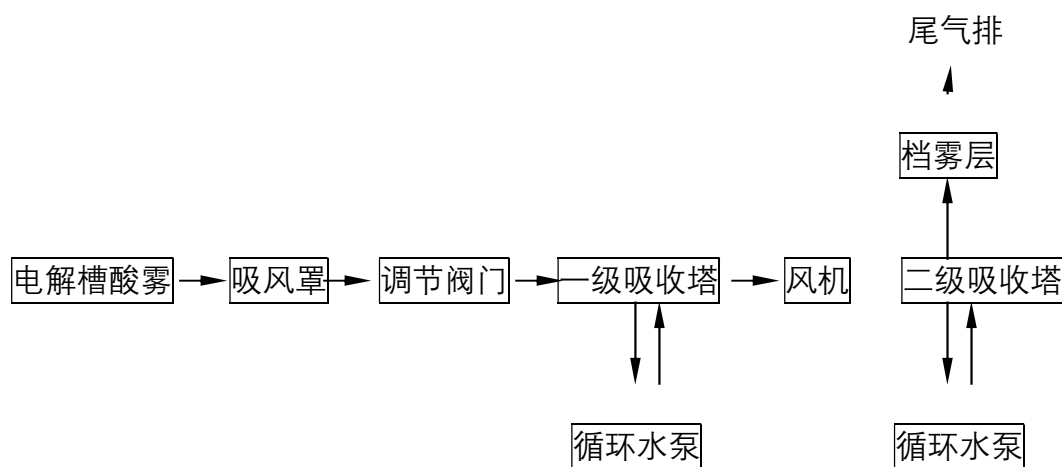 尾气排
档雾层
电解槽酸雾
吸风罩
调节阀门
一级吸收塔
风机
二级吸收塔
循环水泵
循环水泵